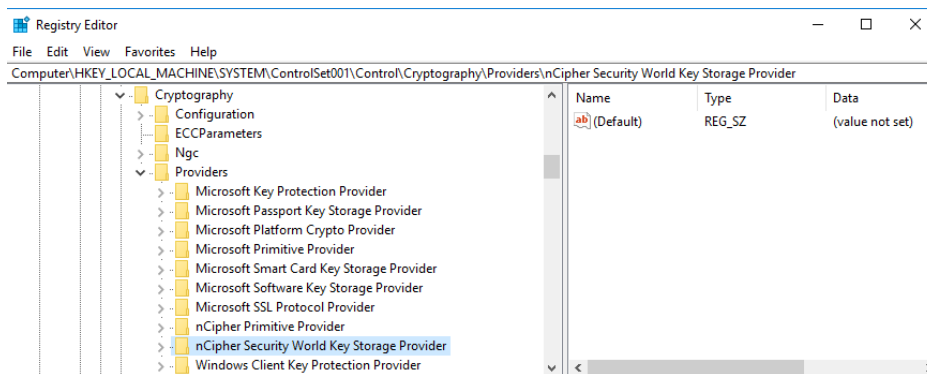 Registry Editor
File Edit View Favorites Help
Computer\HKEY_LOCAL_MACHINE\SYSTEM\ControlSet001\Control\Cryptography\Providers\nCipher Security World Key Storage Provider
Cryptography
Configuration
ECCParameters
Ngc
Providers
Microsoft Key Protection Provider
Microsoft Passport Key Storage Provider
Microsoft Platform Crypto Provider
Microsoft Primitive Provider
Microsoft Smart Card Key Storage Provider
Microsoft Software Key Storage Provider
Microsoft SSL Protocol Provider
nCipher Primitive Provider
nCipher Security World Key Storage Provider
Windows Client Key Protection Provider
Name Type Data
ab (Default) REG_SZ (value not set)